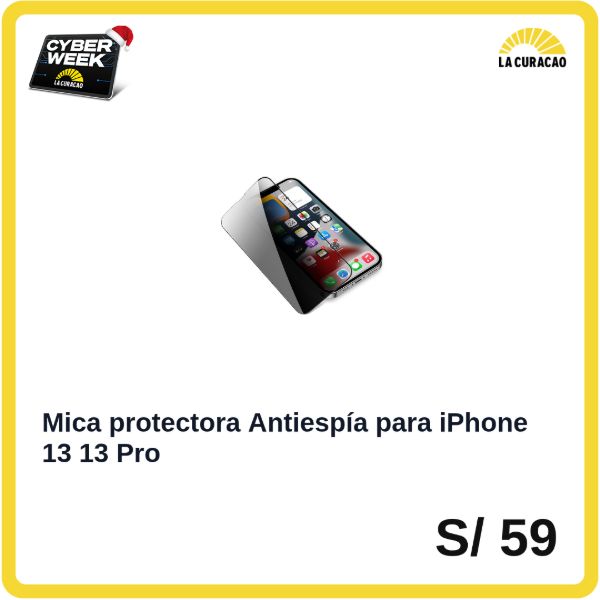 CYBER
WEEK
LA CURACAO
LA CURACAO
Mica protectora Antiespía para iPhone
13 13 Pro
S/ 59